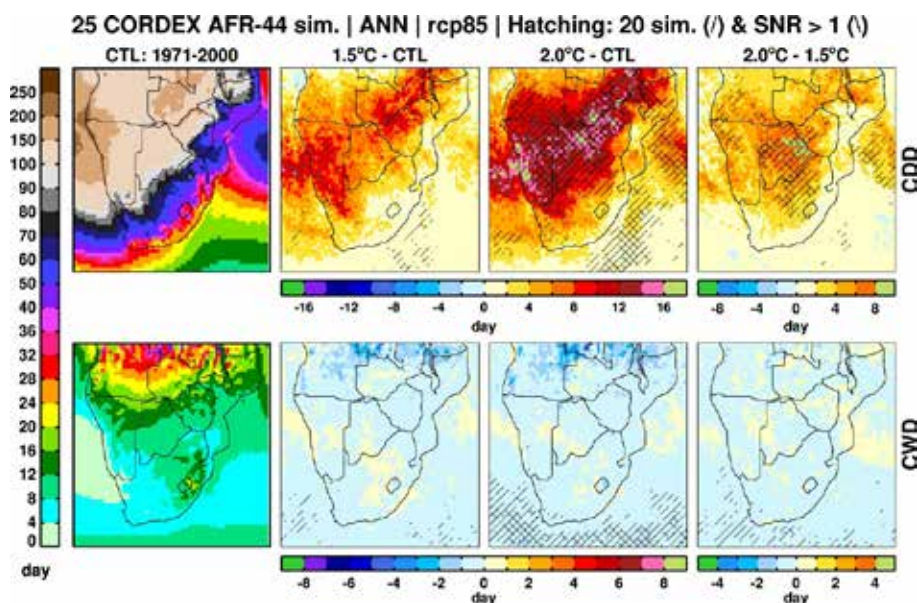 25 CORDEX AFR-44 sim. | ANN | rcp85 | Hatching: 20 sim. (/) & SNR > 1 (\)
CTL: 1971-2000
1.5°C - CTL
2.0°C - CTL
2.0°C - 1.5°C
250
200
150
100
90
80
70
60
50
40
36
32
28
24
20
16
12
8
4
0
day
CDD
-16 -12 -8 -4 0 4 8 12 16
day
-8 -4 0 4 8
day
CWD
-8 -6 -4 -2 0 2 4 6 8
day
-4 -2 0 2 4
day